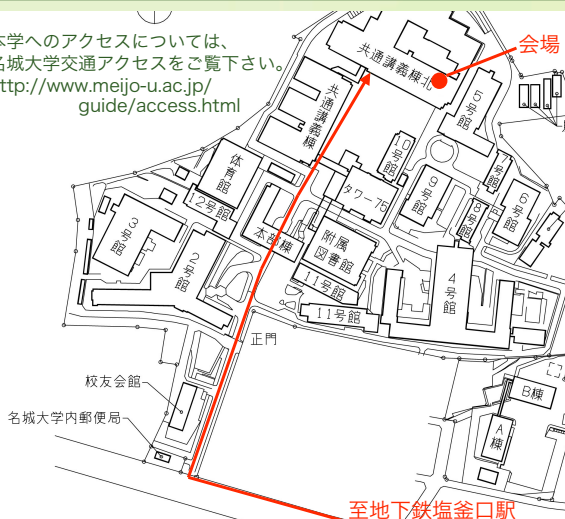 本学へのアクセスについては、
名城大学交通アクセスをご覧下さい。
http://www.meijo-u.ac.jp/
guide/access.html
会場
共通講義棟北
共通講義棟
5号館
10号館
体育館
タワー75
9号館
号館
6号館
8号館
12号館
3号館
本部棟
附属
図書館
2号館
11号館
4号館
11号館
正門
校友会館
B棟
名城大学内郵便局
A棟
至地下鉄塩釜口駅